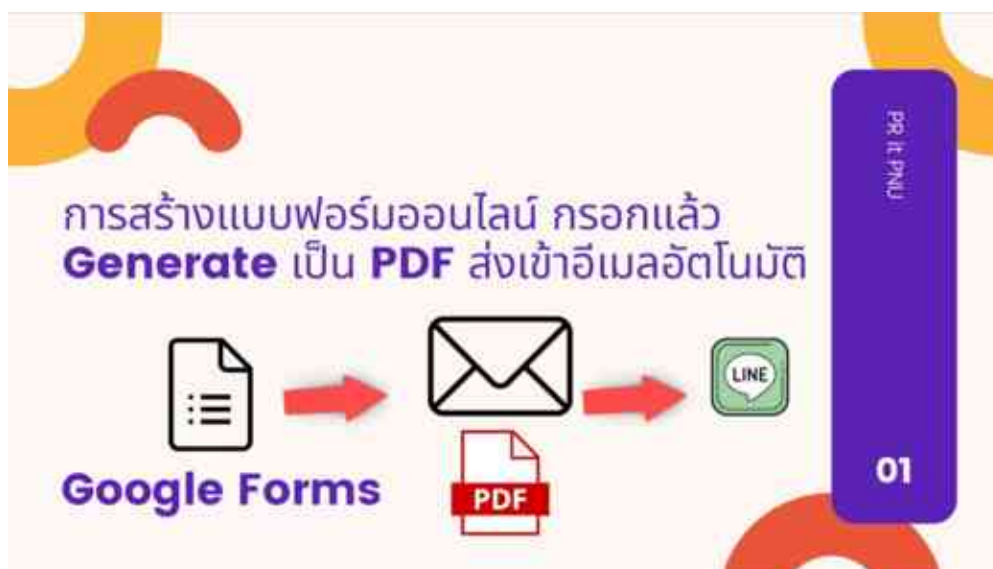 การสร้างแบบฟอร์มออนไลน์ กรอกแล้ว
Generate เป็น PDF ส่งเข้าอีเมลอัตโนมัติ
LINE
Google Forms
PDF
PR it PNU
01